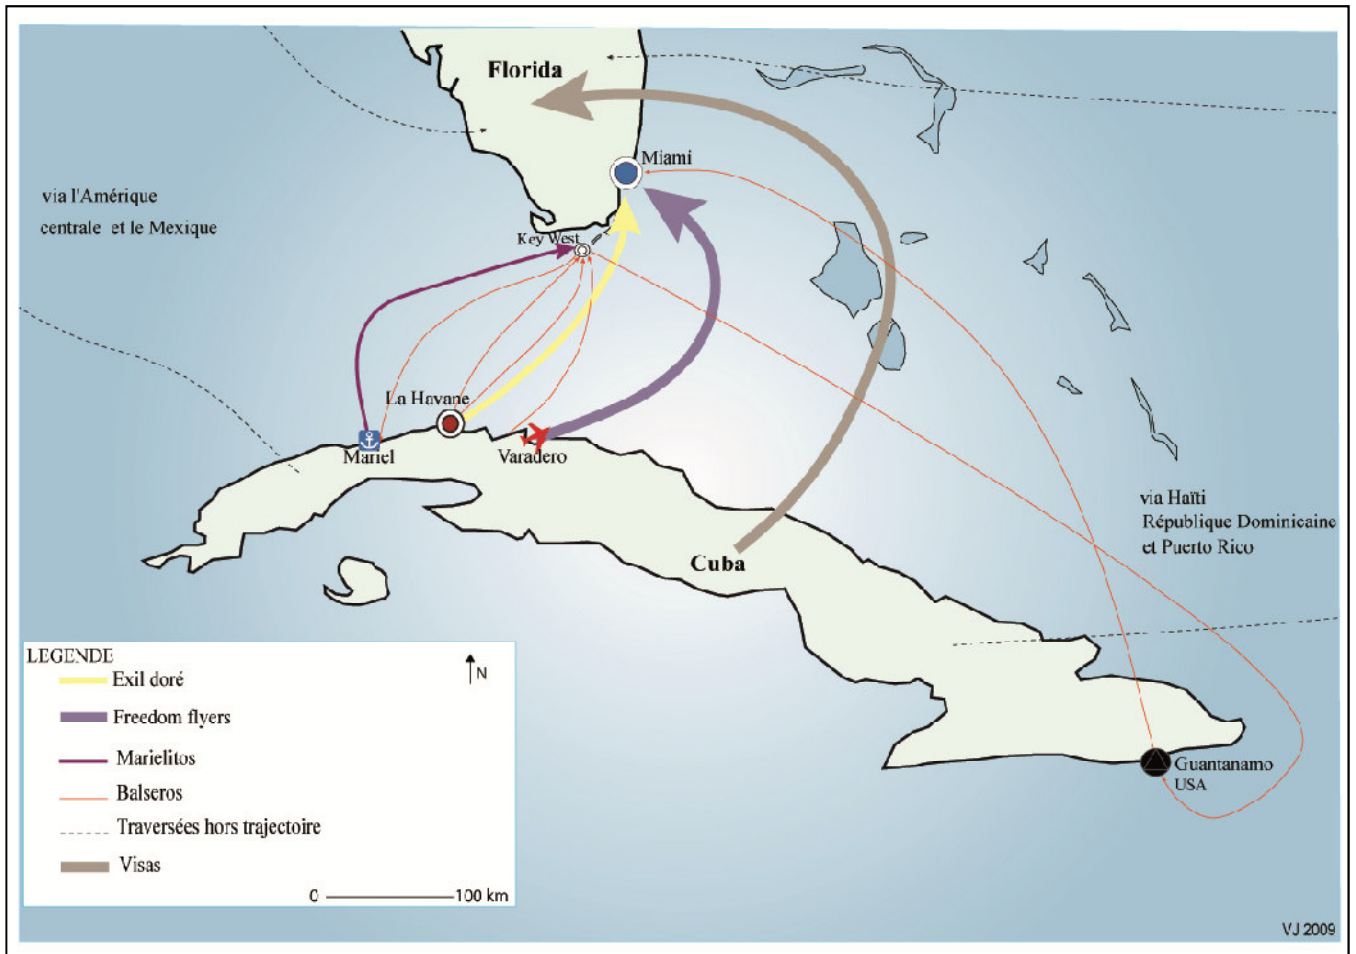 Florida
Miami
via l'Amérique
centrale et le Mexique
Key West
La Havane
Mariel
Varadero
via Haïti
République Dominicaine
et Puerto Rico
Cuba
Guantanamo
USA
LEGENDE
Exil doré
Freedom flyers
Marielitos
Balseros
Traversées hors trajectoire
Visas
N
0 100 km
VJ 2009